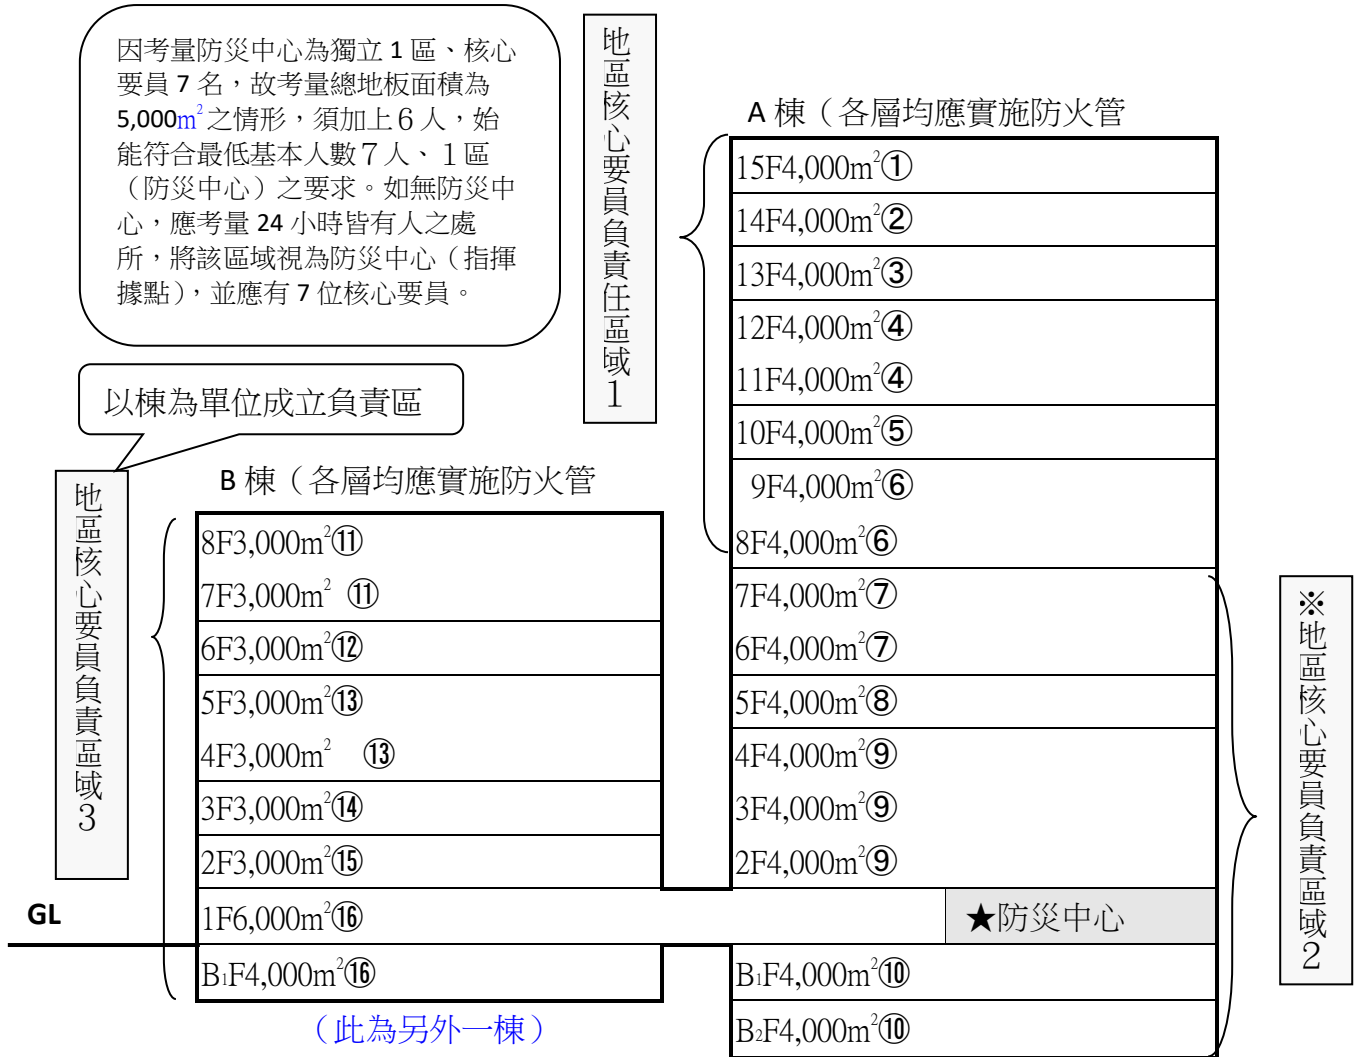 因考量防災中心為獨立 1 區、核心
要員 7 名，故考量總地板面積為
5,000m²之情形，須加上６人，始
能符合最低基本人數７人、１區
（防災中心）之要求。如無防災中
心，應考量 24 小時皆有人之處
所，將該區域視為防災中心（指揮
據點），並應有 7 位核心要員。
地區核心要員負責任區域１
A 棟（各層均應實施防火管
15F4,000m²①
14F4,000m²②
13F4,000m²③
12F4,000m²④
11F4,000m²④
10F4,000m²⑤
9F4,000m²⑥
8F4,000m²⑥
7F4,000m²⑦
6F4,000m²⑦
5F4,000m²⑧
4F4,000m²⑨
3F4,000m²⑨
2F4,000m²⑨
★防災中心
B₁F4,000m²⑩
B₂F4,000m²⑩
※地區核心要員負責區域２
以棟為單位成立負責區
地區核心要員負責區域３
B 棟（各層均應實施防火管
8F3,000m²⑪
7F3,000m² ⑪
6F3,000m²⑫
5F3,000m²⑬
4F3,000m² ⑬
3F3,000m²⑭
2F3,000m²⑮
1F6,000m²⑯
GL
B₁F4,000m²⑯
（此為另外一棟）